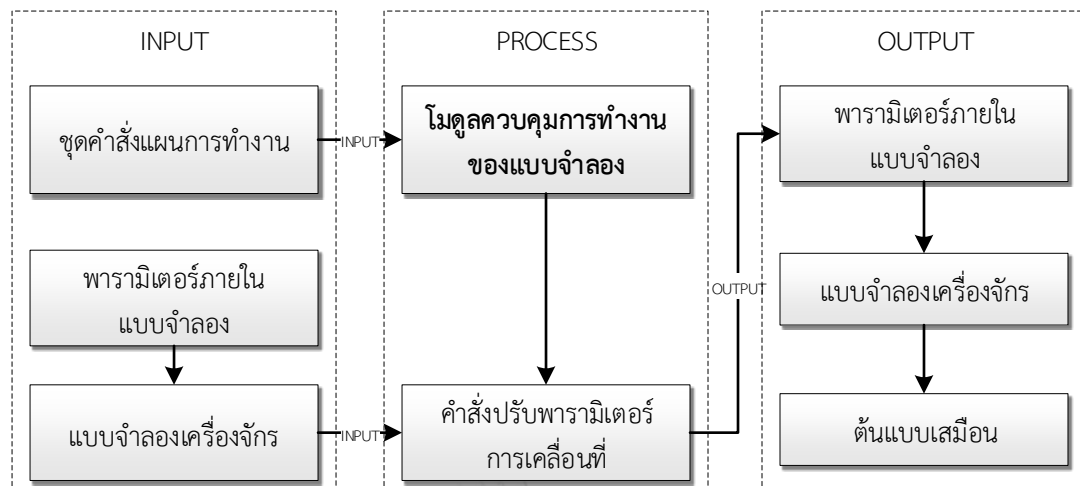 INPUT
ชุดคำสั่งแผนการทำงาน
พารามิเตอร์ภายใน
แบบจำลอง
แบบจำลองเครื่องจักร
INPUT
INPUT
PROCESS
โมดูลควบคุมการทำงาน
ของแบบจำลอง
คำสั่งปรับพารามิเตอร์
การเคลื่อนที่
OUTPUT
OUTPUT
พารามิเตอร์ภายใน
แบบจำลอง
แบบจำลองเครื่องจักร
ต้นแบบเสมือน